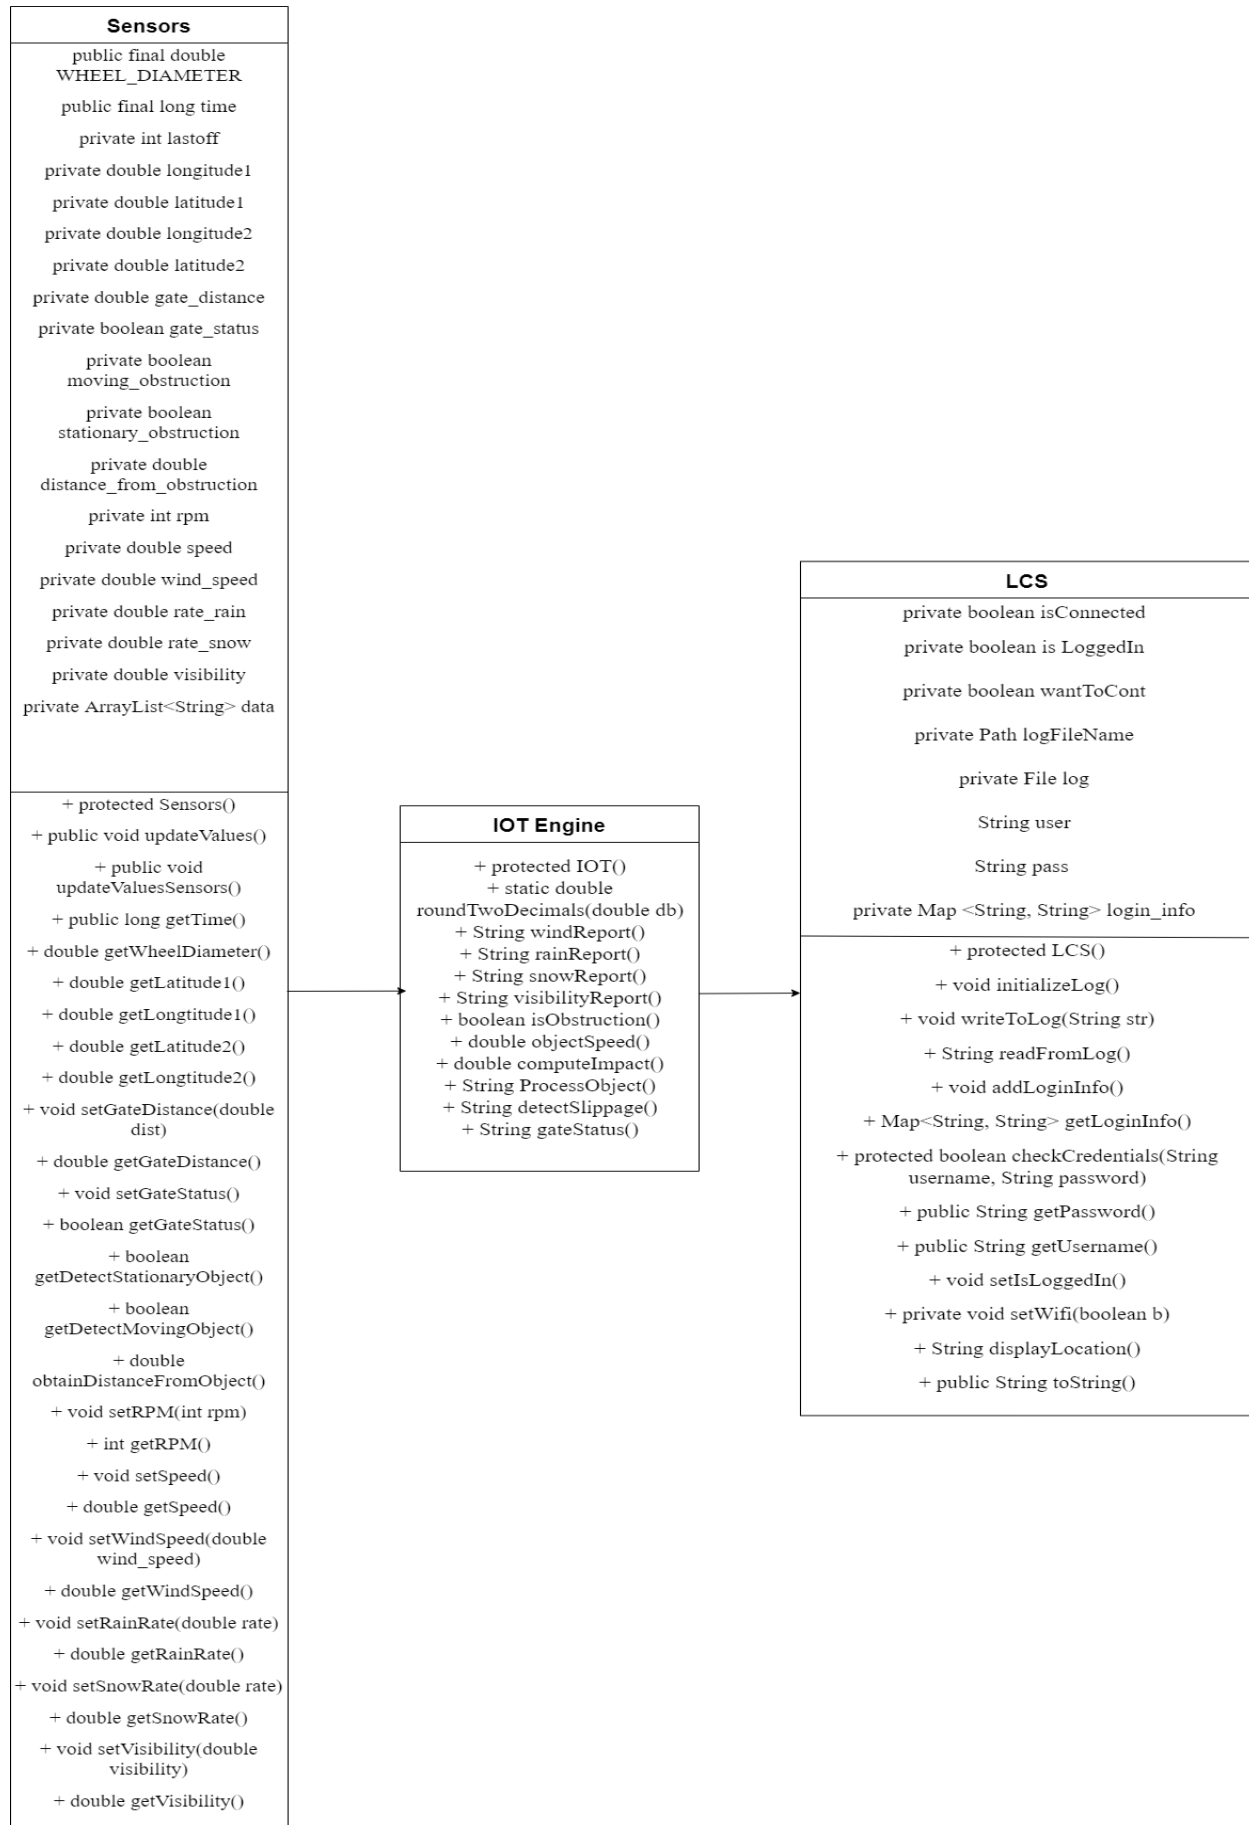 Sensors
public final double
WHEEL_DIAMETER
public final long time
private int lastoff
private double longitude1
private double latitude1
private double longitude2
private double latitude2
private double gate_distance
private boolean gate_status
private boolean
moving_obstruction
private boolean
stationary_obstruction
private double
distance_from_obstruction
private int rpm
private double speed
private double wind_speed
private double rate_rain
private double rate_snow
private double visibility
private ArrayList<String> data
+ protected Sensors()
+ public void updateValues()
+ public void
updateValuesSensors()
+ public long getTime()
+ double getWheelDiameter()
+ double getLatitude1()
+ double getLongtitude1()
+ double getLatitude2()
+ double getLongtitude2()
+ void setGateDistance(double
dist)
+ double getGateDistance()
+ void setGateStatus()
+ boolean getGateStatus()
+ boolean
getDetectStationaryObject()
+ boolean
getDetectMovingObject()
+ double
obtainDistanceFromObject()
+ void setRPM(int rpm)
+ int getRPM()
+ void setSpeed()
+ double getSpeed()
+ void setWindSpeed(double
wind_speed)
+ double getWindSpeed()
+ void setRainRate(double rate)
+ double getRainRate()
+ void setSnowRate(double rate)
+ double getSnowRate()
+ void setVisibility(double
visibility)
+ double getVisibility()
IOT Engine
+ protected IOT()
+ static double
roundTwoDecimals(double db)
+ String windReport()
+ String rainReport()
+ String snowReport()
+ String visibilityReport()
+ boolean isObstruction()
+ double objectSpeed()
+ double computeImpact()
+ String ProcessObject()
+ String detectSlippage()
+ String gateStatus()
LCS
private boolean isConnected
private boolean is LoggedIn
private boolean wantToCont
private Path logFileName
private File log
String user
String pass
private Map <String, String> login_info
+ protected LCS()
+ void initializeLog()
+ void writeToLog(String str)
+ String readFromLog()
+ void addLoginInfo()
+ Map<String, String> getLoginInfo()
+ protected boolean checkCredentials(String
username, String password)
+ public String getPassword()
+ public String getUsername()
+ void setIsLoggedIn()
+ private void setWifi(boolean b)
+ String displayLocation()
+ public String toString()